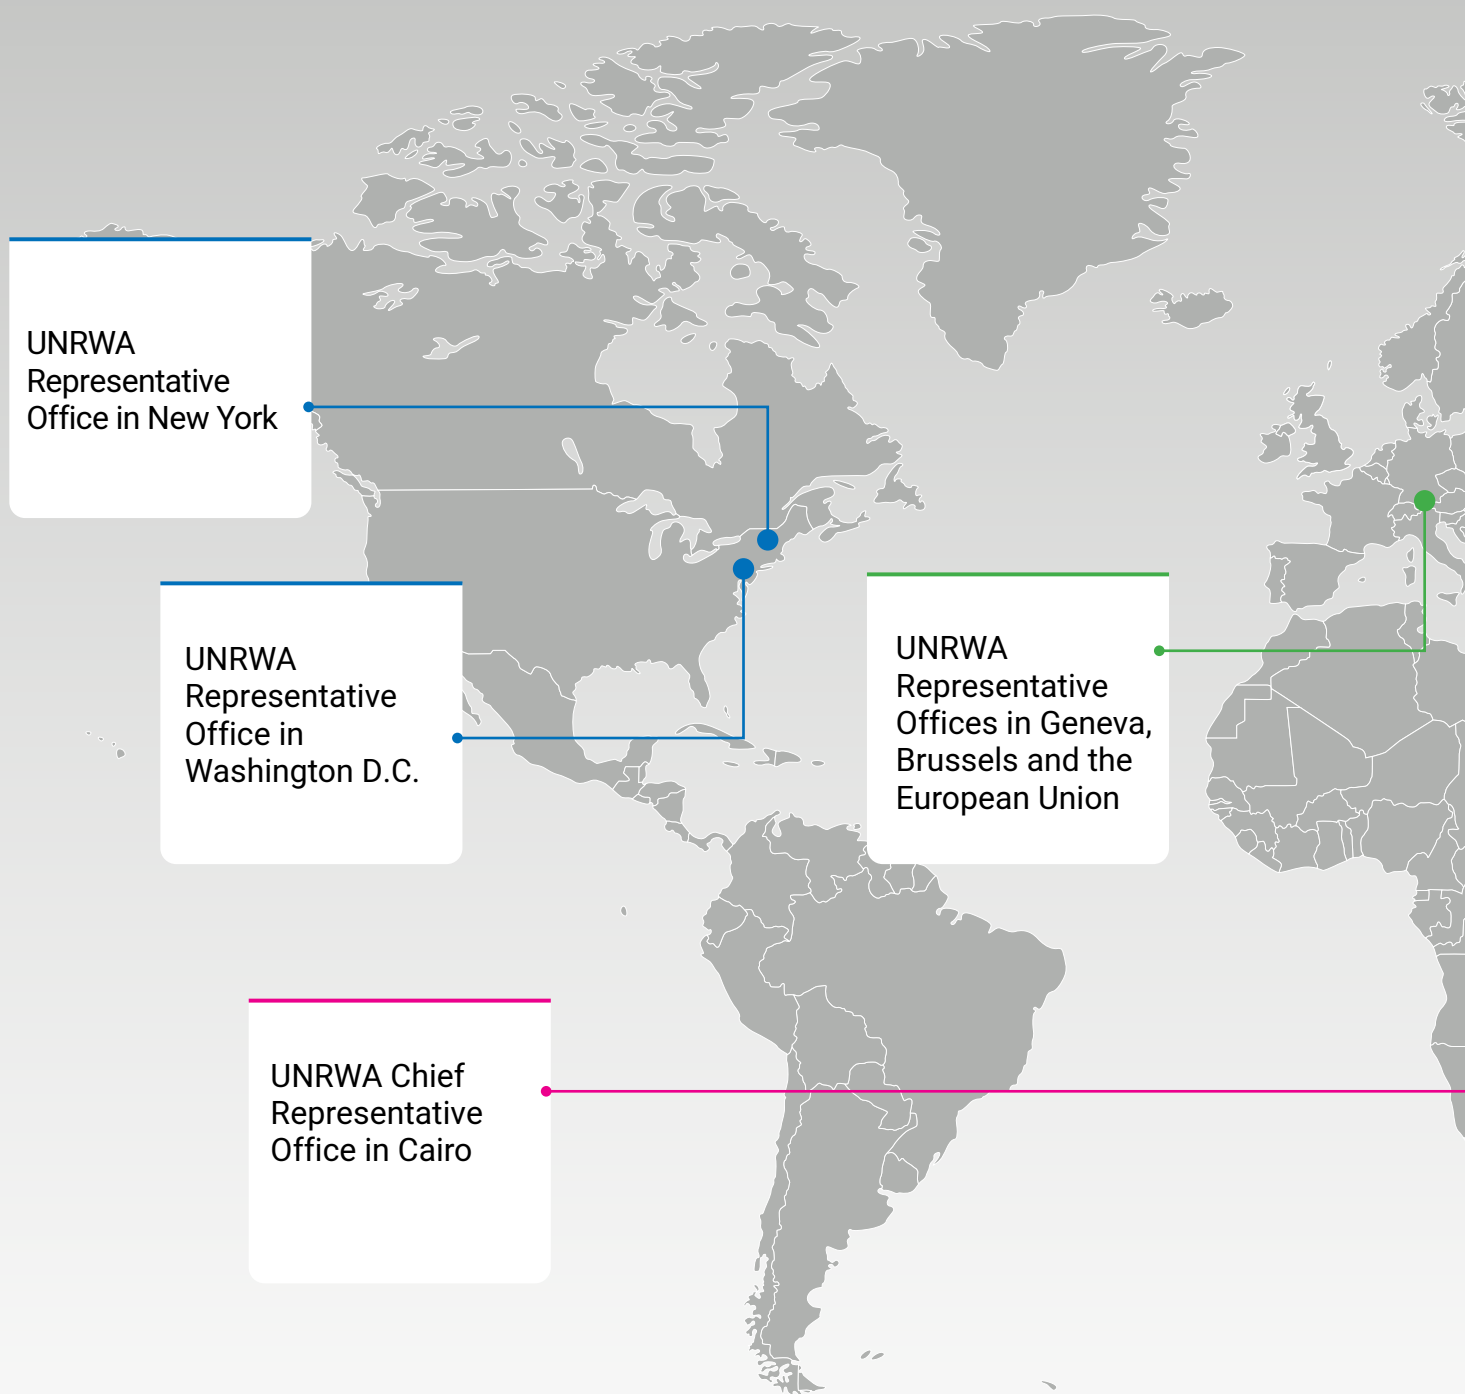 UNRWA
Representative
Office in New York
UNRWA
Representative
Office in
Washington D.C.
UNRWA
Representative
Offices in Geneva,
Brussels and the
European Union
UNRWA Chief
Representative
Office in Cairo